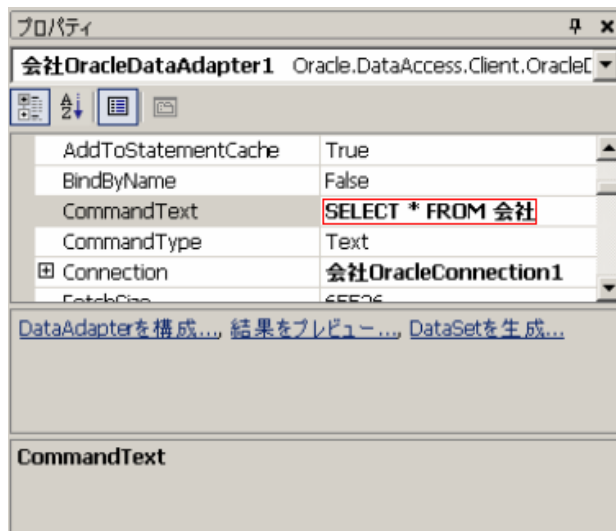 プロパティ
会社OracleDataAdapter1 Oracle.DataAccess.Client.OracleD
AddToStatementCache True
BindByName False
CommandText SELECT * FROM 会社
CommandType Text
Connection 会社OracleConnection1
FetchSize 65536
DataAdapterを構成..., 結果をプレビュー..., DataSetを生成...
CommandText